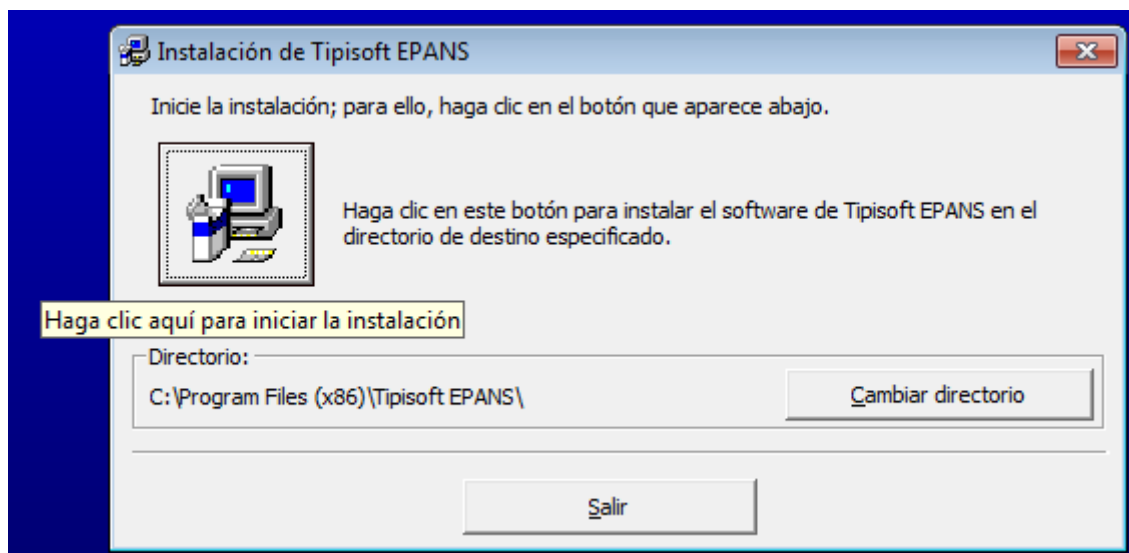 Instalación de Tipisoft EPANS
Inicie la instalación; para ello, haga clic en el botón que aparece abajo.
Haga clic en este botón para instalar el software de Tipisoft EPANS en el
directorio de destino especificado.
Haga clic aquí para iniciar la instalación
Directorio:
C:\Program Files (x86)\Tipisoft EPANS\
Cambiar directorio
Salir